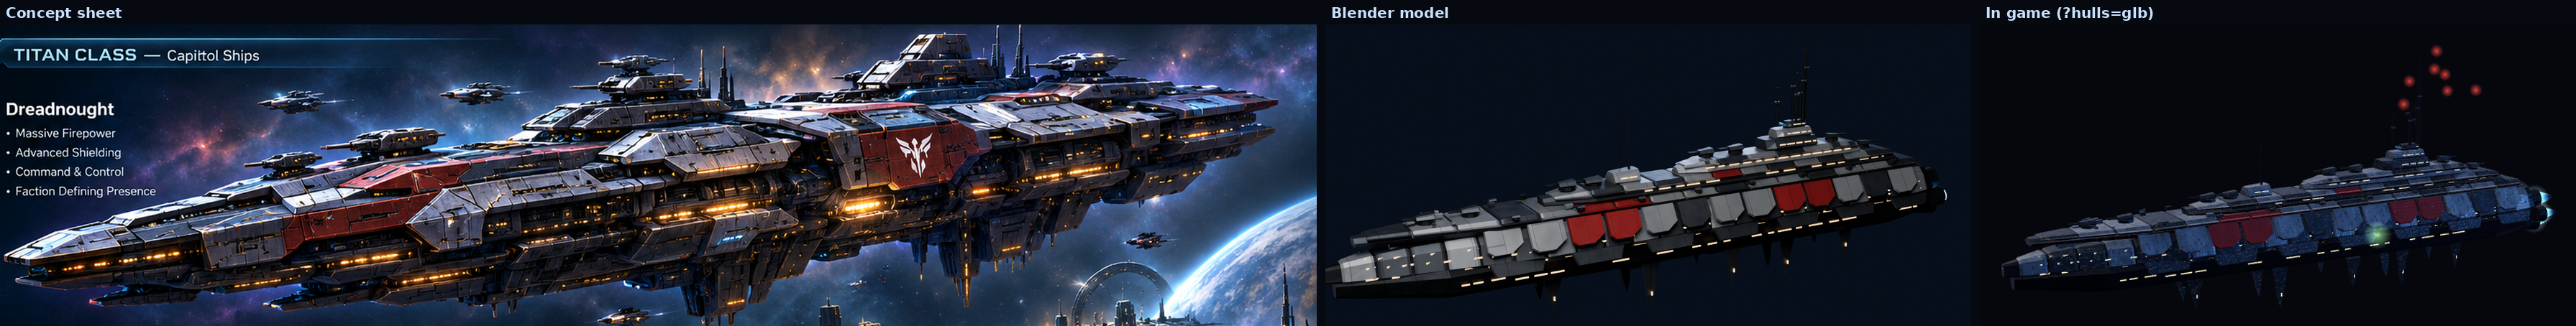 Concept sheet
Blender model
In game (?hulls=glb)
TITAN CLASS — Capittol Ships
Dreadnought
• Massive Firepower
• Advanced Shielding
• Command & Control
• Faction Defining Presence